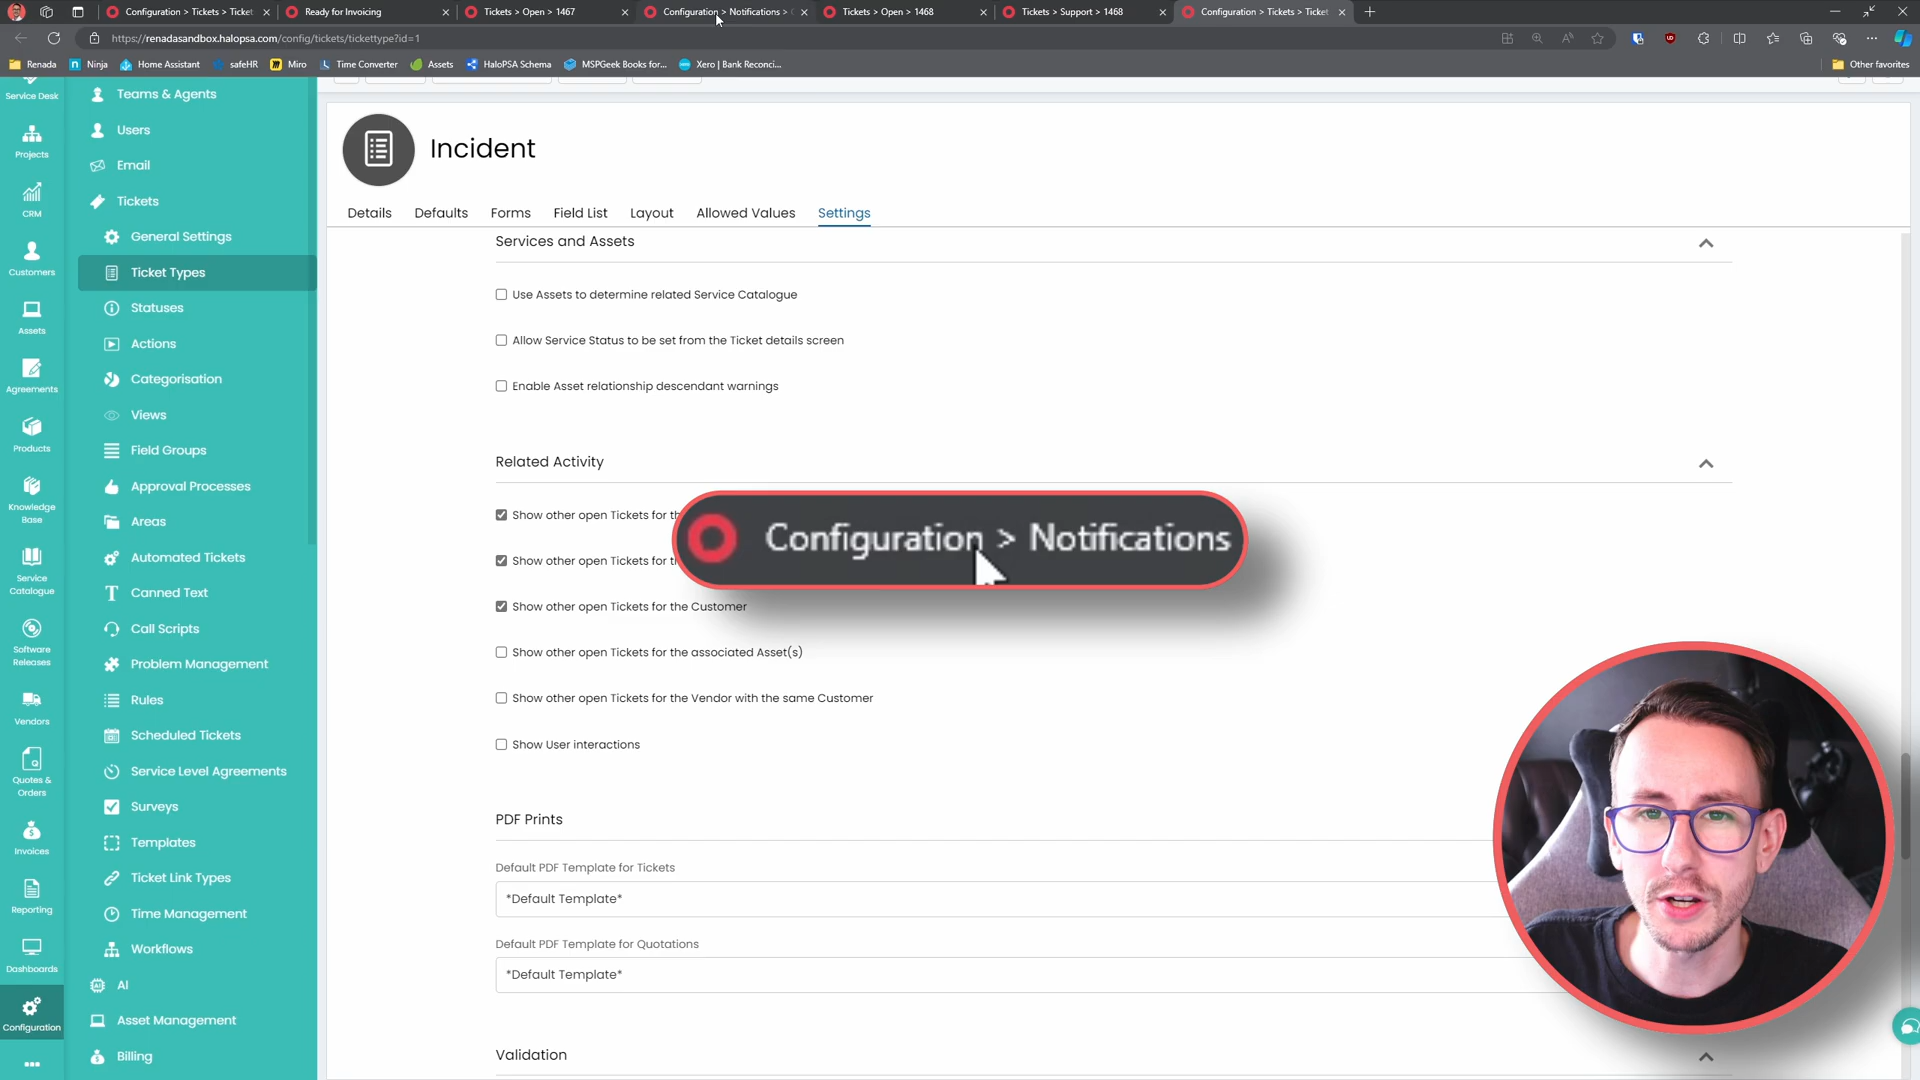 Configuration > Tickets > Ticket
Ready for Invoicing
Tickets > Open > 1467
Configuration > Notifications >
Tickets > Open > 1468
Tickets > Support > 1468
Configuration > Tickets > Ticket
https://renadasandbox.halopsa.com/config/tickets/tickettype?id=1
Renada
Ninja
Home Assistant
safeHR
Miro
Time Converter
Assets
HaloPSA Schema
MSPGeek Books for...
Xero | Bank Reconci...
Other favorites
Service Desk
Projects
CRM
Customers
Assets
Agreements
Products
Knowledge
Base
Service
Catalogue
Software
Releases
Vendors
Quotes &
Orders
Invoices
Reporting
Dashboards
Configuration
Teams & Agents
Users
Email
Tickets
General Settings
Ticket Types
Statuses
Actions
Categorisation
Views
Field Groups
Approval Processes
Areas
Automated Tickets
Canned Text
Call Scripts
Problem Management
Rules
Scheduled Tickets
Service Level Agreements
Surveys
Templates
Ticket Link Types
Time Management
Workflows
AI
Asset Management
Billing
Incident
Details
Defaults
Forms
Field List
Layout
Allowed Values
Settings
Services and Assets
Use Assets to determine related Service Catalogue
Allow Service Status to be set from the Ticket details screen
Enable Asset relationship descendant warnings
Related Activity
Show other open Tickets for th
Configuration > Notifications
Show other open Tickets for th
Show other open Tickets for the Customer
Show other open Tickets for the associated Asset(s)
Show other open Tickets for the Vendor with the same Customer
Show User interactions
PDF Prints
Default PDF Template for Tickets
*Default Template*
Default PDF Template for Quotations
*Default Template*
Validation